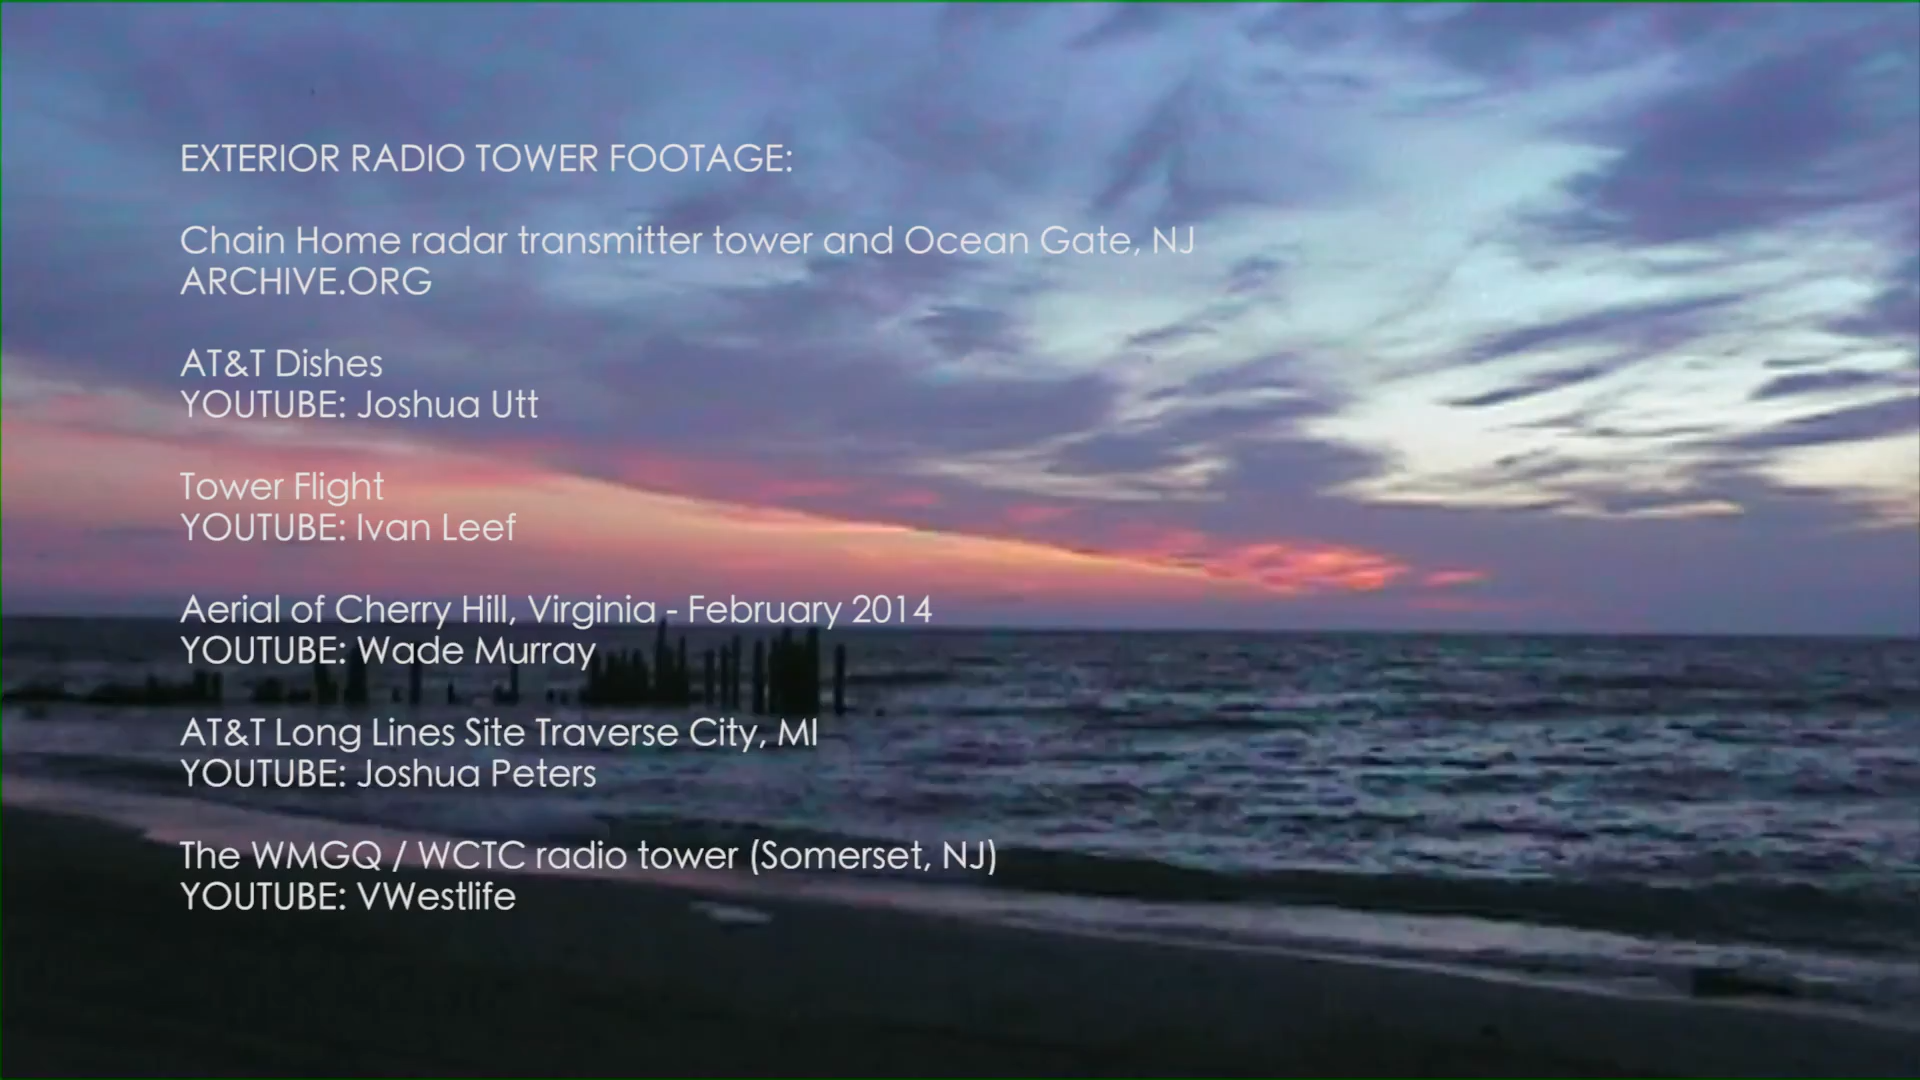 EXTERIOR RADIO TOWER FOOTAGE:
Chain Home radar transmitter tower and Ocean Gate, NJ
ARCHIVE.ORG
AT&T Dishes
YOUTUBE: Joshua Utt
Tower Flight
YOUTUBE: Ivan Leef
Aerial of Cherry Hill, Virginia - February 2014
YOUTUBE: Wade Murray
AT&T Long Lines Site Traverse City, MI
YOUTUBE: Joshua Peters
The WMGQ / WCTC radio tower (Somerset, NJ)
YOUTUBE: VWestlife